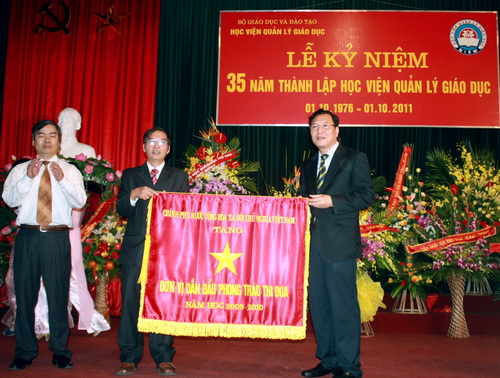 BỘ GIÁO DỤC VÀ ĐÀO TẠO
HỌC VIỆN QUẢN LÝ GIÁO DỤC
LỄ KỶ NIỆM
35 NĂM THÀNH LẬP HỌC VIỆN QUẢN LÝ GIÁO DỤC
01.10.1976 - 01.10.2011
CHÍNH PHỦ NƯỚC CỘNG HÒA XÃ HỘI CHỦ NGHĨA VIỆT NAM
TẶNG
ĐƠN VỊ DẪN ĐẦU PHONG TRÀO THI ĐUA
NĂM HỌC 2009-2010